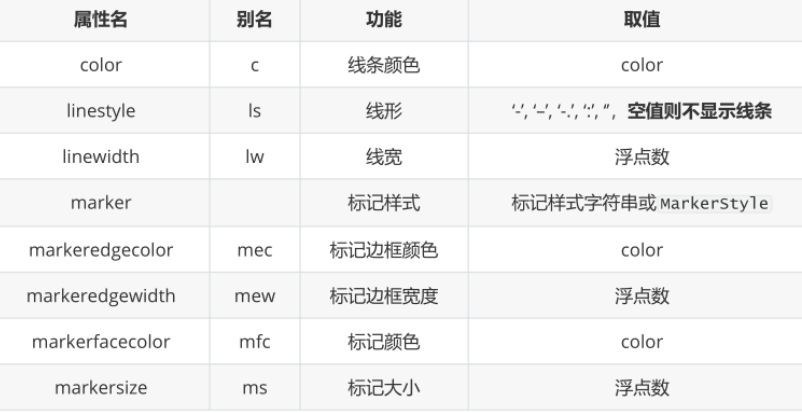 属性名 别名 功能 取值
color c 线条颜色 color
linestyle ls 线形 ‘-’, ‘–’, ‘-.’, ‘:’, ‘’, 空值则不显示线条
linewidth lw 线宽 浮点数
marker 标记样式 标记样式字符串或 MarkerStyle
markeredgecolor mec 标记边框颜色 color
markeredgewidth mew 标记边框宽度 浮点数
markerfacecolor mfc 标记颜色 color
markersize ms 标记大小 浮点数